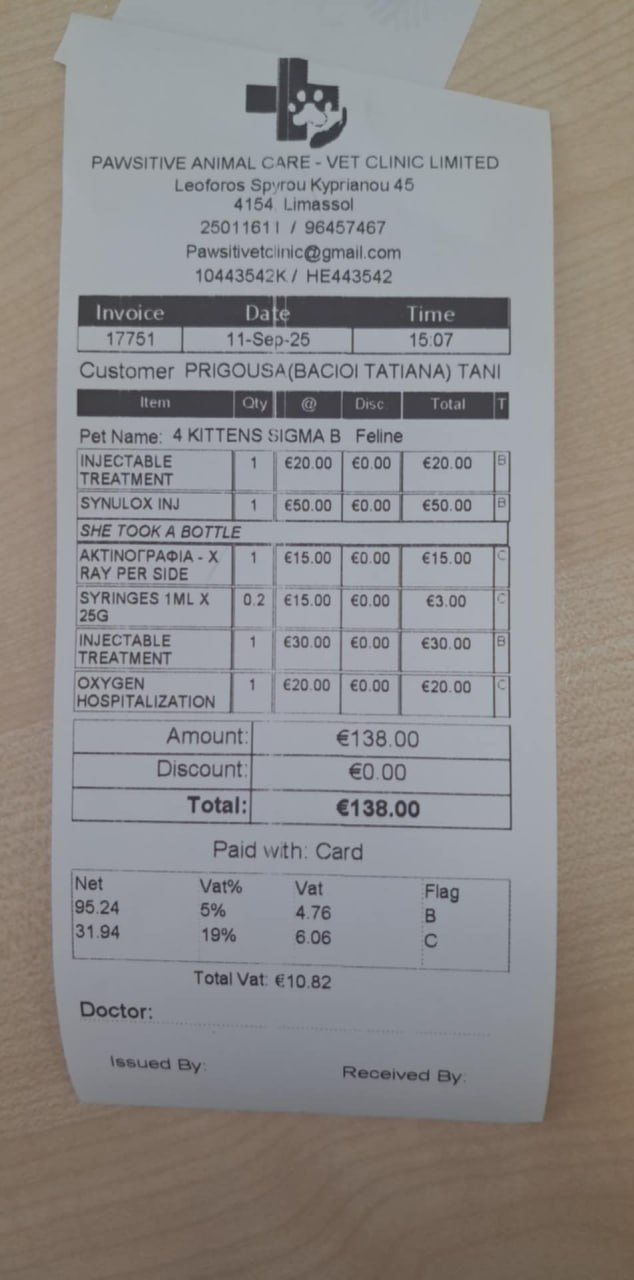 PAWSITIVE ANIMAL CARE - VET CLINIC LIMITED
Leoforos Spyrou Kyprianou 45
4154, Limassol
25011611 / 96457467
Pawsitivetclinic@gmail.com
10443542K / HE443542
Invoice Date Time
17751 11-Sep-25 15:07
Customer PRIGOUSA(BACIOI TATIANA) TANI
Item Qty @ Disc. Total T
Pet Name: 4 KITTENS SIGMA B Feline
INJECTABLE 1 €20.00 €0.00 €20.00 B
TREATMENT
SYNULOX INJ 1 €50.00 €0.00 €50.00 B
SHE TOOK A BOTTLE
ΑΚΤΙΝΟΓΡΑΦΙΑ - X 1 €15.00 €0.00 €15.00 C
RAY PER SIDE
SYRINGES 1ML X 0.2 €15.00 €0.00 €3.00 C
25G
INJECTABLE 1 €30.00 €0.00 €30.00 B
TREATMENT
OXYGEN 1 €20.00 €0.00 €20.00 C
HOSPITALIZATION
Amount: €138.00
Discount: €0.00
Total: €138.00
Paid with: Card
Net Vat% Vat Flag
95.24 5% 4.76 B
31.94 19% 6.06 C
Total Vat: €10.82
Doctor:
Issued By: Received By: